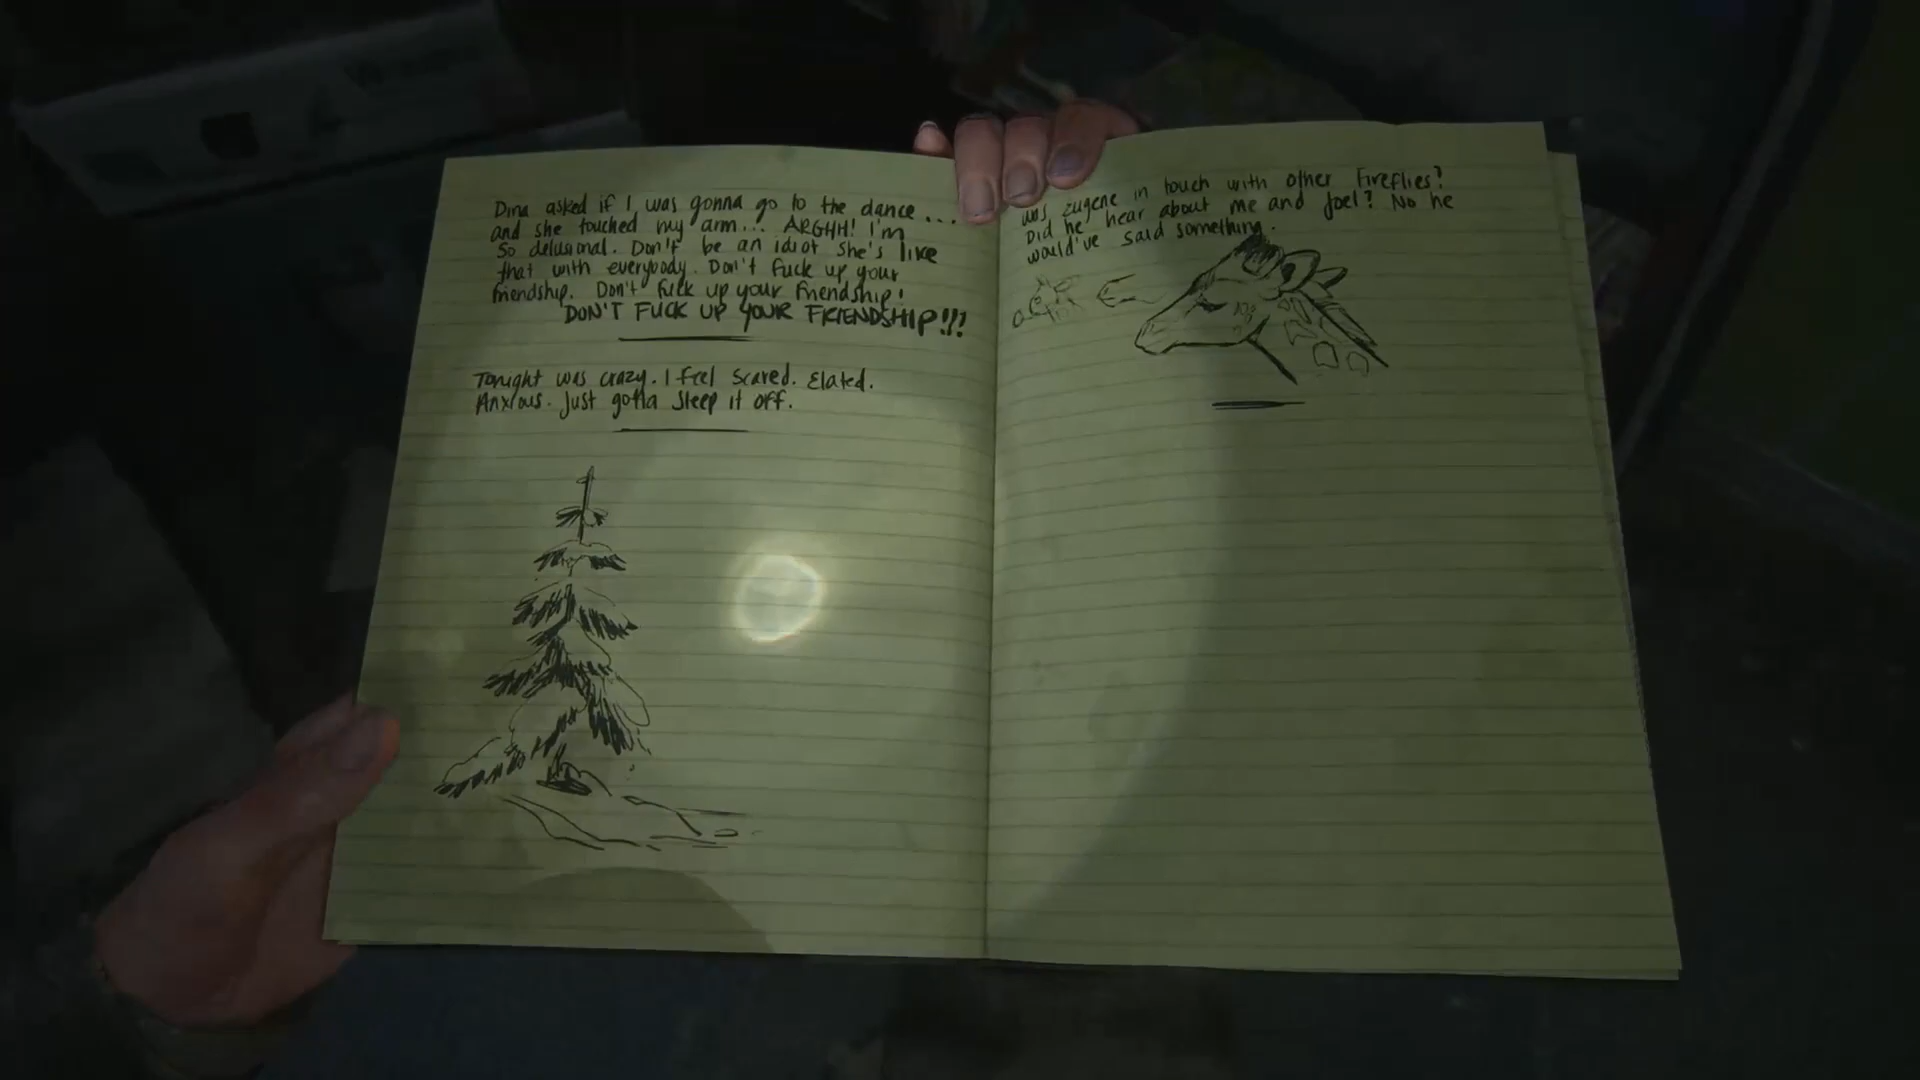 Dina asked if I was gonna go to the dance...
and she touched my arm... ARGHH! I'm
So delusional. Don't be an idiot she's like
that with everybody. Don't fuck up your
friendship. Don't fuck up your friendship!
DON'T FUCK UP YOUR FRIENDSHIP!!!
Tonight was crazy. I feel scared. Elated.
Anxious. Just gotta sleep it off.
Was Eugene in touch with other Fireflies?
Did he hear about me and Joel? No he
would've said something.